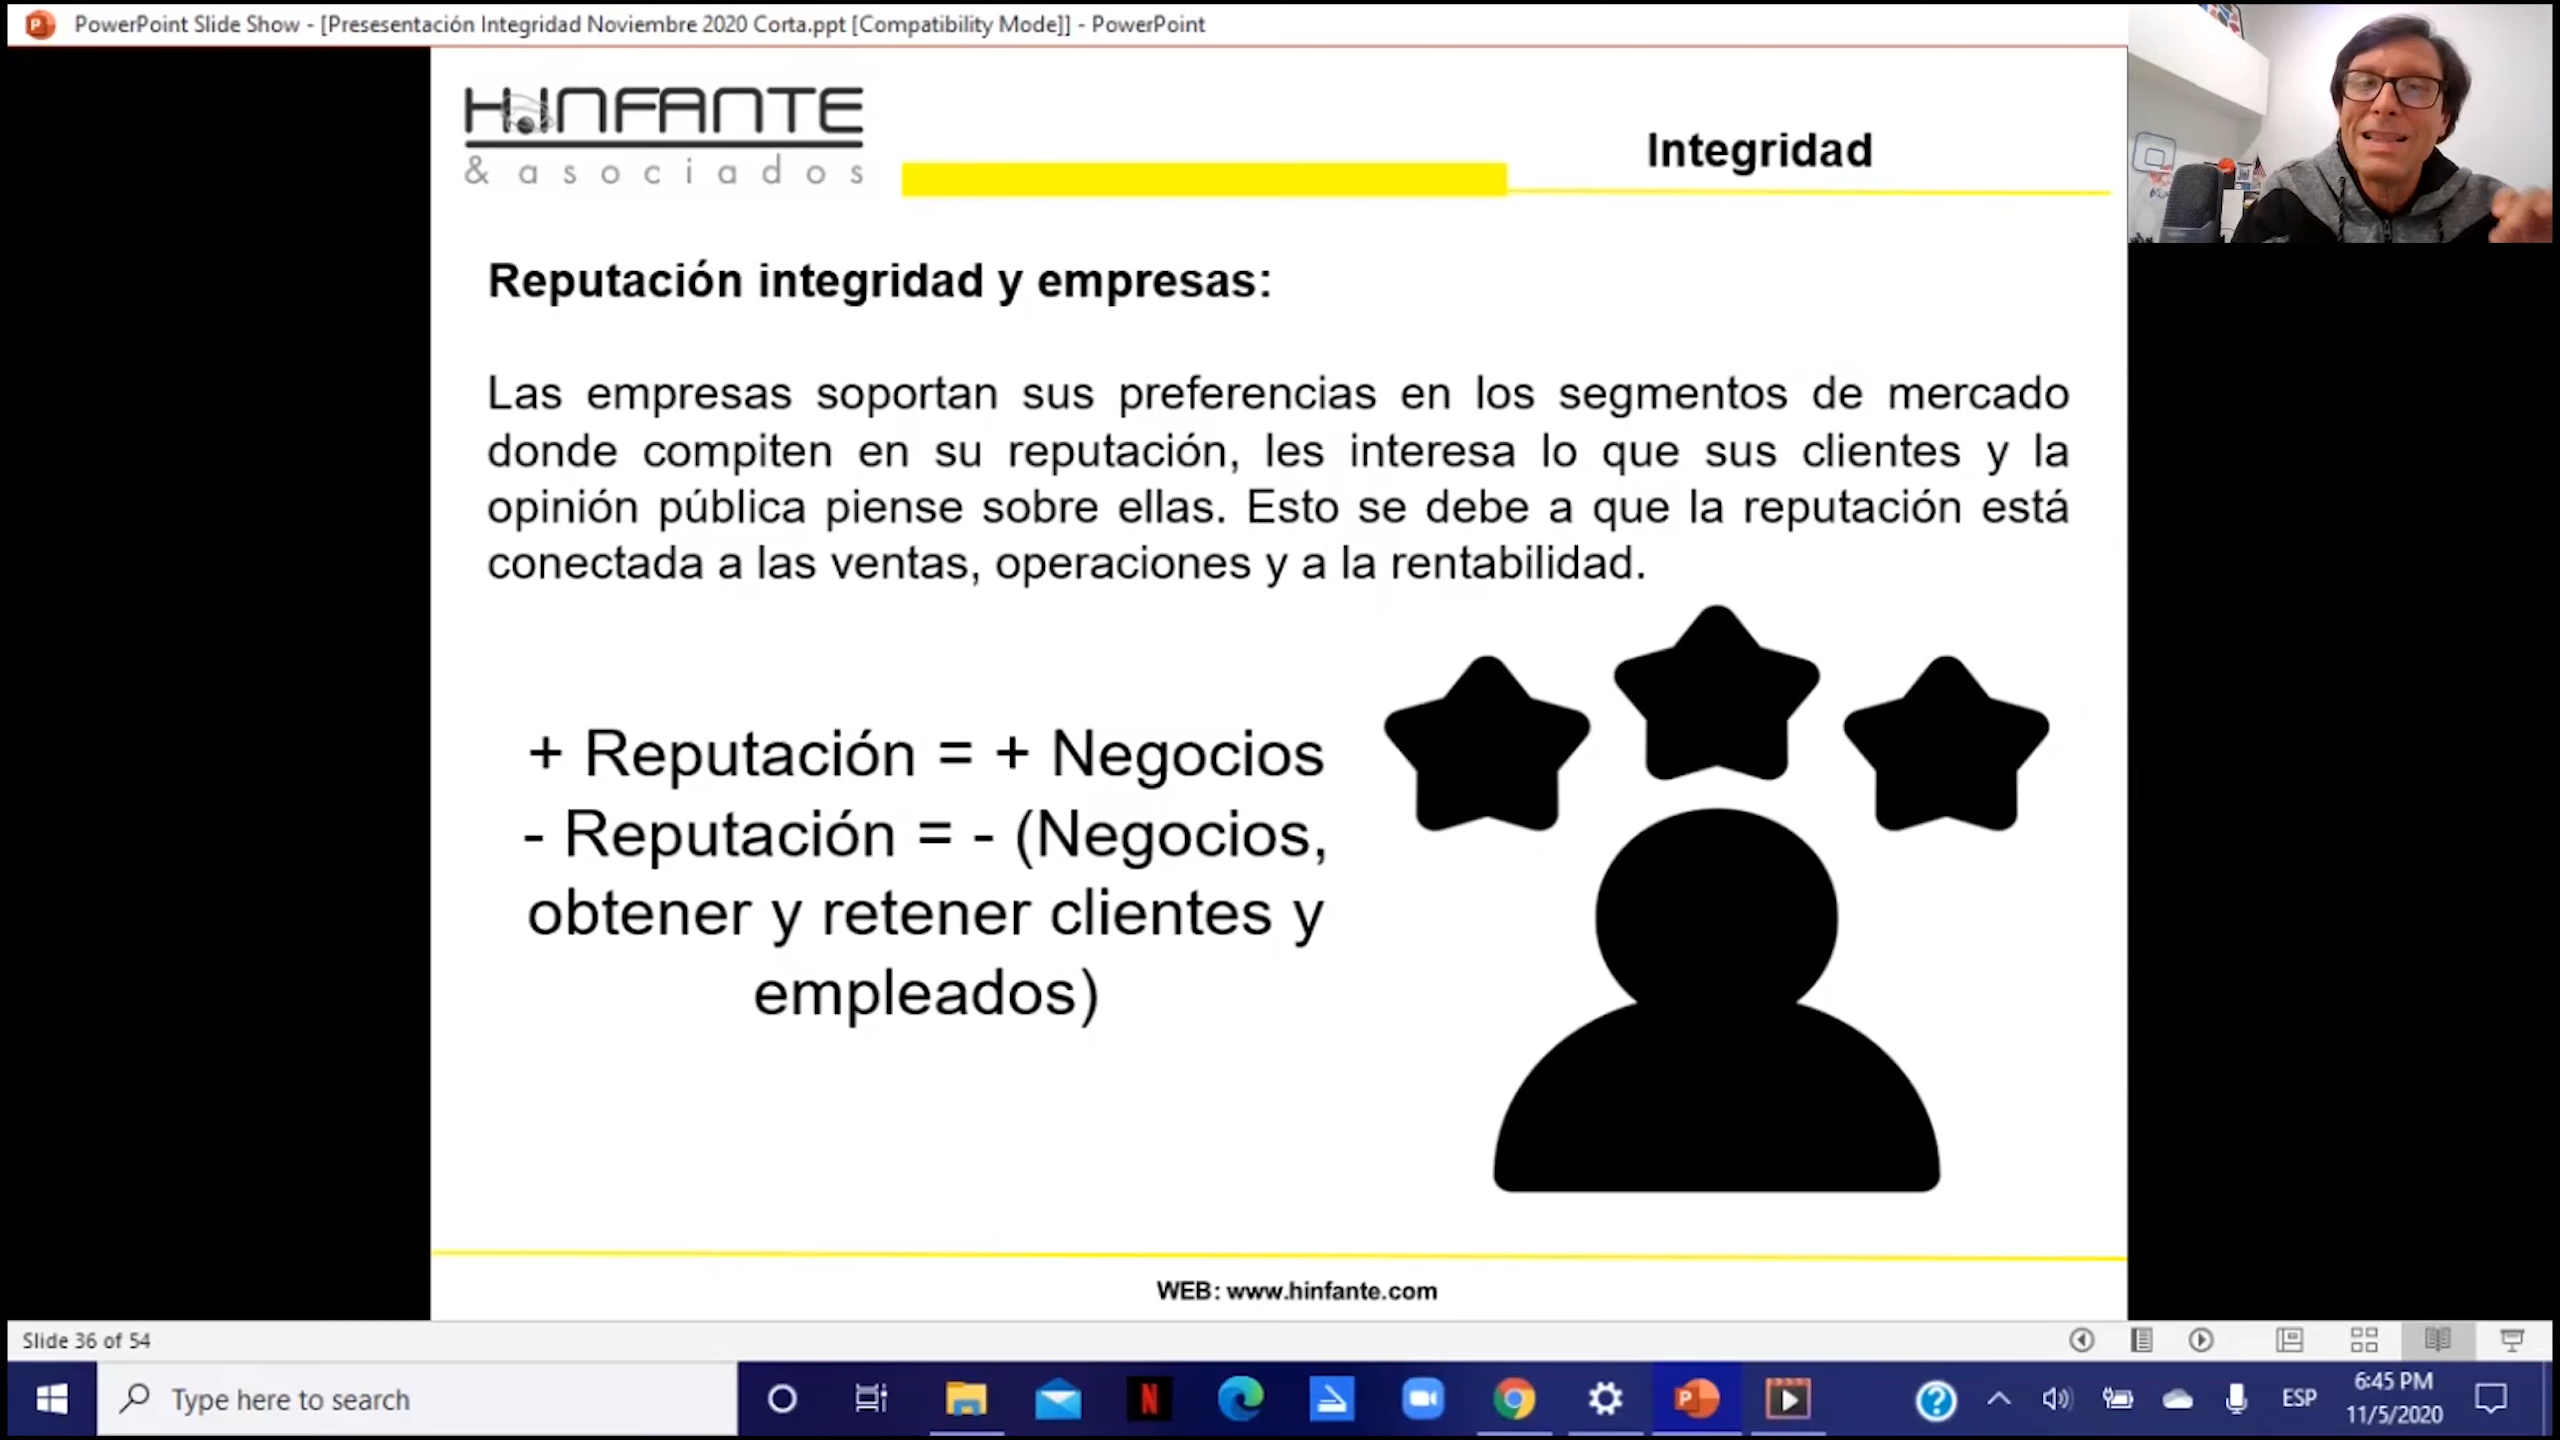 PowerPoint Slide Show - [Presesentación Integridad Noviembre 2020 Corta.ppt [Compatibility Mode]] - PowerPoint
H.INFANTE
& asociados
Integridad
Reputación integridad y empresas:
Las empresas soportan sus preferencias en los segmentos de mercado
donde compiten en su reputación, les interesa lo que sus clientes y la
opinión pública piense sobre ellas. Esto se debe a que la reputación está
conectada a las ventas, operaciones y a la rentabilidad.
+ Reputación = + Negocios
- Reputación = - (Negocios,
obtener y retener clientes y
empleados)
WEB: www.hinfante.com
Slide 36 of 54
Type here to search
ESP
6:45 PM
11/5/2020